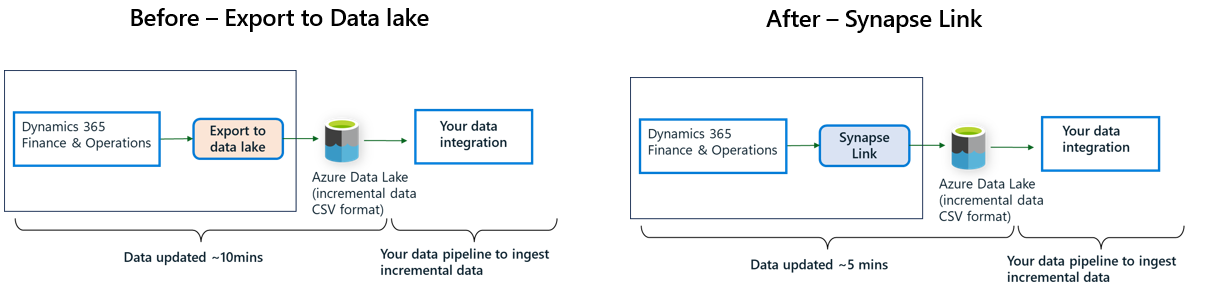 Before – Export to Data lake
Dynamics 365
Finance & Operations
Export to
data lake
Your data
integration
Azure Data Lake
(incremental data
CSV format)
Data updated ~10mins
Your data pipeline to ingest
incremental data
After – Synapse Link
Dynamics 365
Finance & Operations
Synapse
Link
Your data
integration
Azure Data Lake
(incremental data
CSV format)
Data updated ~5 mins
Your data pipeline to ingest
incremental data